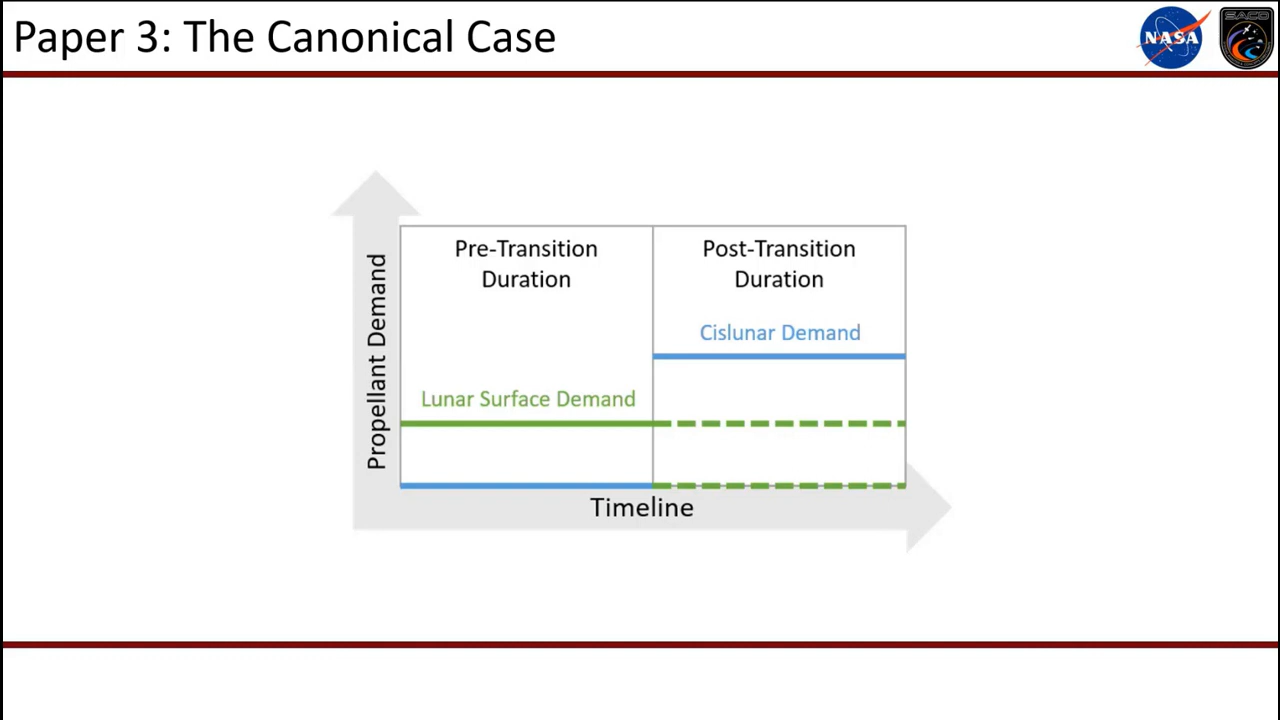 Paper 3: The Canonical Case
NASA
SACD
Pre-Transition
Duration
Post-Transition
Duration
Cislunar Demand
Lunar Surface Demand
Propellant Demand
Timeline